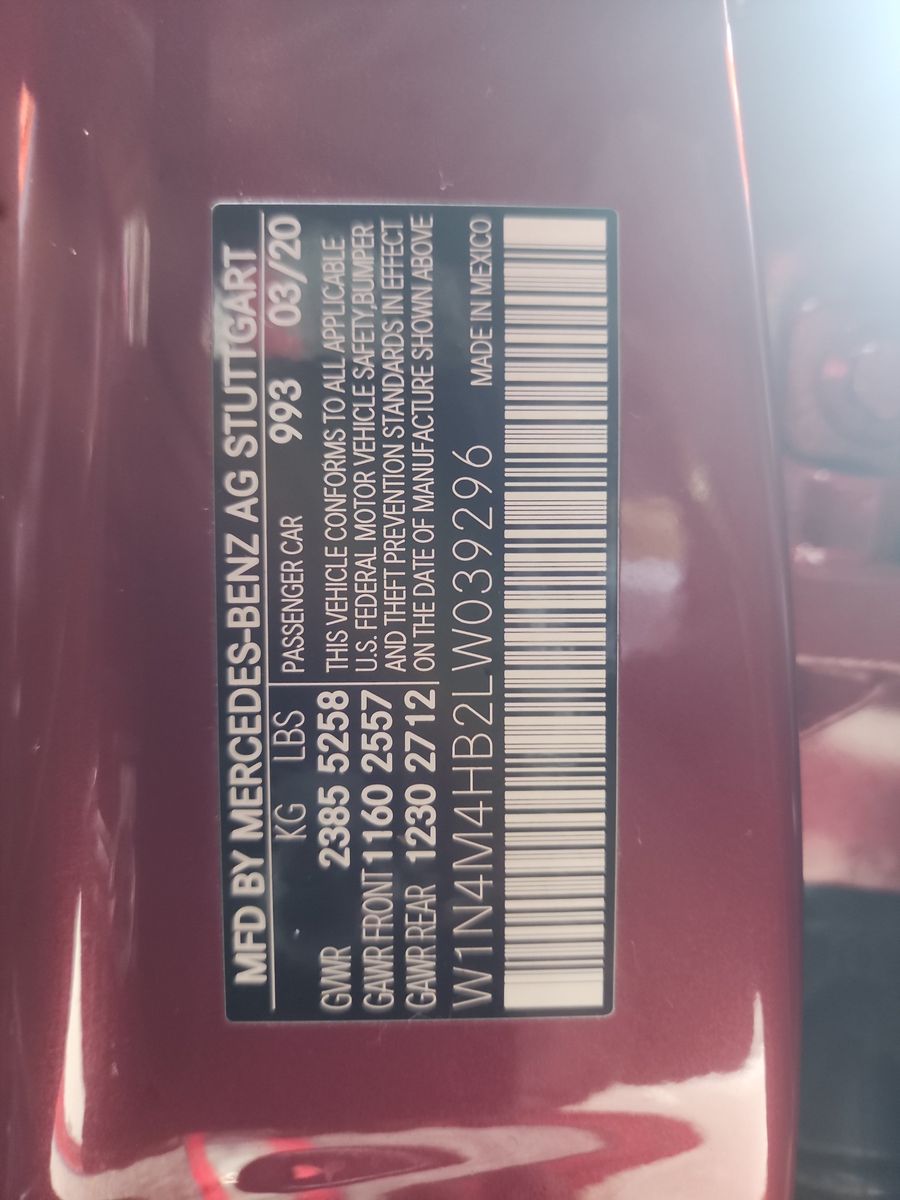 MFD BY MERCEDES-BENZ AG STUTTGART
KG LBS PASSENGER CAR 993 03/20
GVWR 2385 5258 THIS VEHICLE CONFORMS TO ALL APPLICABLE
GAWR FRONT 1160 2557 U.S. FEDERAL MOTOR VEHICLE SAFETY,BUMPER
GAWR REAR 1230 2712 AND THEFT PREVENTION STANDARDS IN EFFECT
ON THE DATE OF MANUFACTURE SHOWN ABOVE
W1N4M4HB2LW039296 MADE IN MEXICO